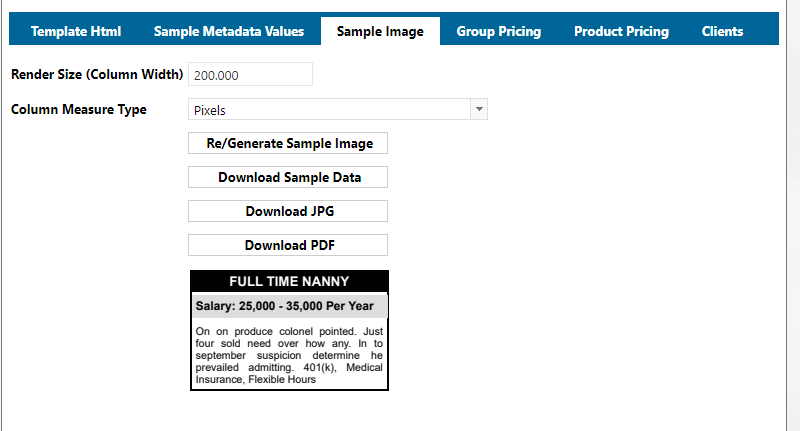 Template Html Sample Metadata Values Sample Image Group Pricing Product Pricing Clients
Render Size (Column Width) 200.000
Column Measure Type Pixels
Re/Generate Sample Image
Download Sample Data
Download JPG
Download PDF
FULL TIME NANNY
Salary: 25,000 - 35,000 Per Year
On on produce colonel pointed. Just
four sold need over how any. In to
september suspicion determine he
prevailed admitting. 401(k), Medical
Insurance, Flexible Hours